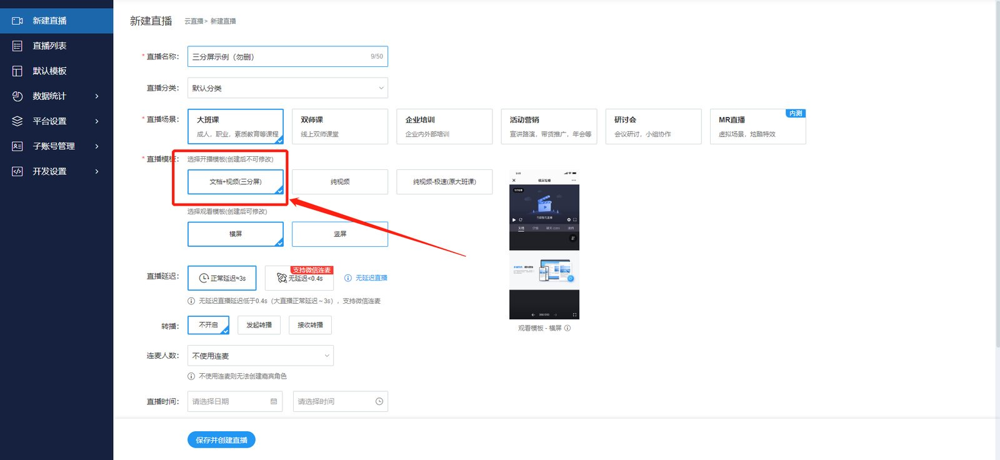 新建直播
直播列表
默认模板
数据统计
平台设置
子账号管理
开发设置
新建直播 云直播> 新建直播
* 直播名称： 三分屏示例（勿删） 9/50
直播分类： 默认分类
* 直播场景： 大班课 双师课 企业培训 活动营销 研讨会 MR直播 内测
成人，职业，素质教育等课程 线上双师课堂 企业内外部培训 宣讲路演，带货推广，年会等 会议研讨，小组协作 虚拟场景，炫酷特效
* 直播模板： 选择开播模板(创建后不可修改)
文档+视频(三分屏) 纯视频 纯视频-极速(原大班课)
选择观看模板(创建后可修改)
横屏 竖屏
横屏观看
当前暂无直播
文档
直播延迟： 正常延迟≈3s 无延迟<0.4s 支持微信连麦 无延迟直播
无延迟直播延迟低于0.4s（大直播正常延迟～3s），支持微信连麦
转播： 不开启 发起转播 接收转播
观看模板 - 横屏
连麦人数： 不使用连麦
不使用连麦则无法创建嘉宾角色
直播时间： 请选择日期 请选择时间
保存并创建直播